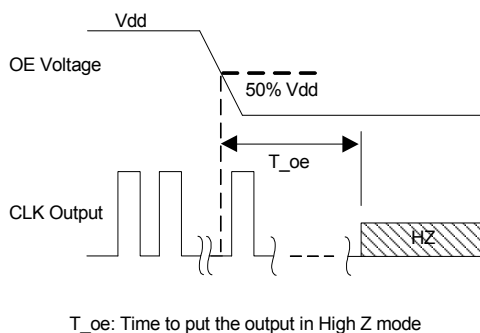 Vdd
OE Voltage
50% Vdd
T_oe
CLK Output
HZ
T_oe: Time to put the output in High Z mode